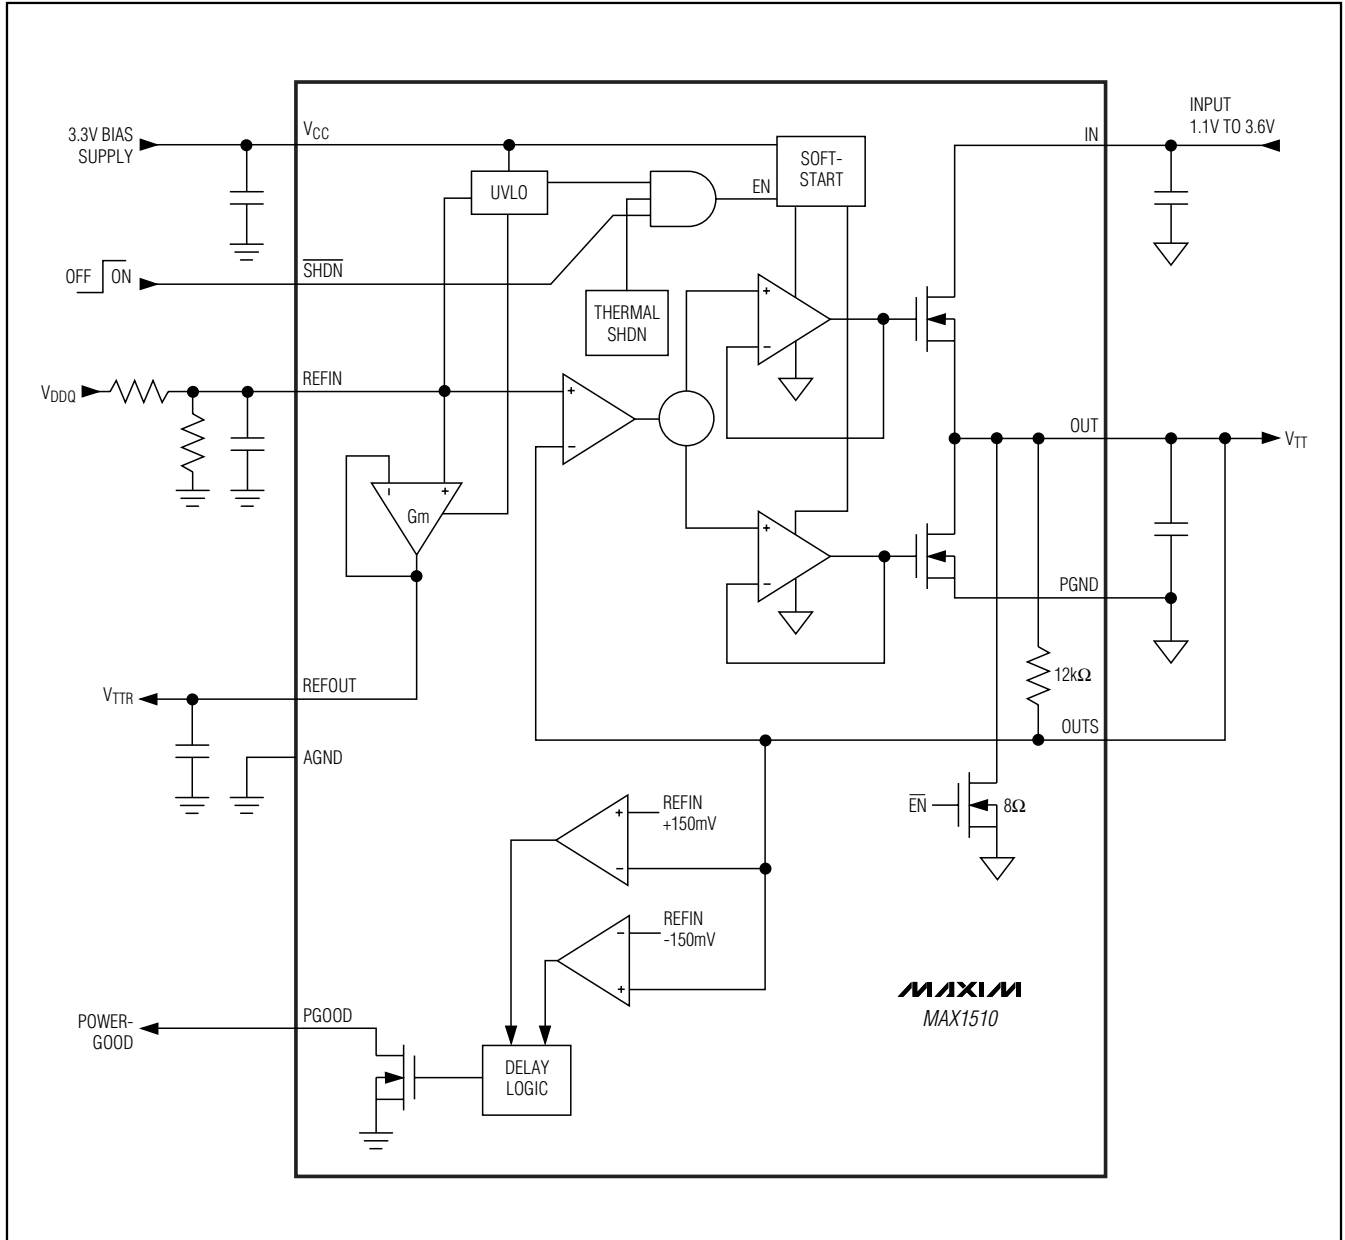 INPUT
1.1V TO 3.6V
3.3V BIAS
SUPPLY
VCC
IN
SOFT-
START
UVLO
EN
OFF
ON
SHDN
THERMAL
SHDN
+
−
VDDQ
REFIN
+
−
OUT
VTT
−
+
Gm
+
−
PGND
12kΩ
VTTR
REFOUT
OUTS
AGND
EN
8Ω
+
REFIN
+150mV
−
−
REFIN
-150mV
+
MAXIM
MAX1510
POWER-
GOOD
PGOOD
DELAY
LOGIC